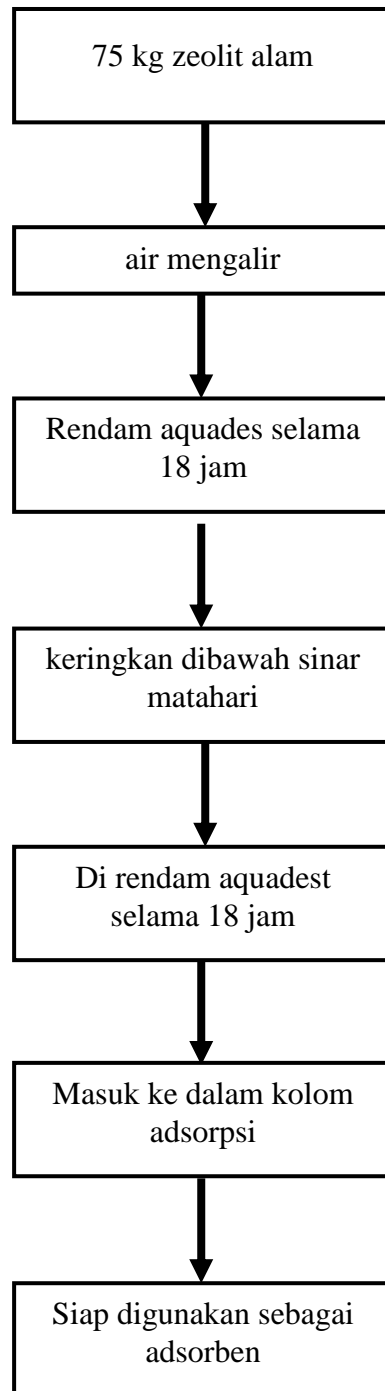 75 kg zeolit alam
air mengalir
Rendam aquades selama
18 jam
keringkan dibawah sinar
matahari
Di rendam aquadest
selama 18 jam
Masuk ke dalam kolom
adsorpsi
Siap digunakan sebagai
adsorben